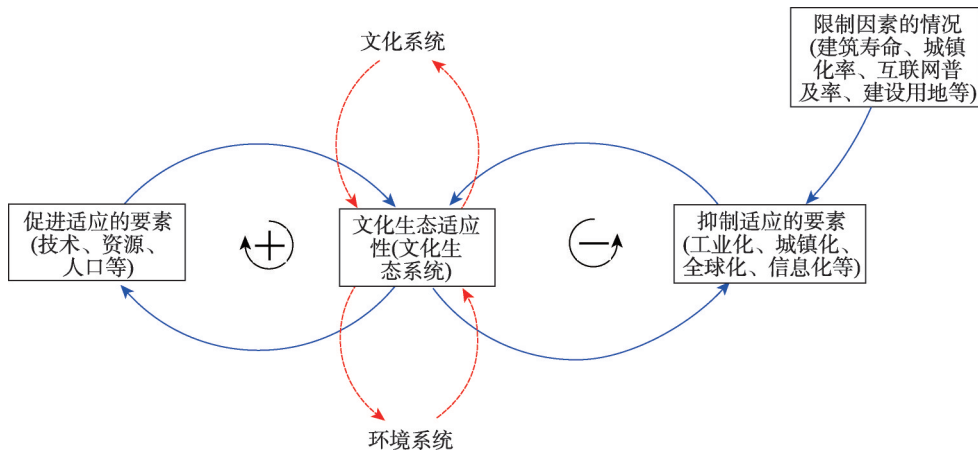 文化系统
限制因素的情况
(建筑寿命、城镇
化率、互联网普
及率、建设用地等)
促进适应的要素
(技术、资源、
人口等)
文化生态适应
性(文化生
态系统)
抑制适应的要素
(工业化、城镇化、
全球化、信息化等)
环境系统